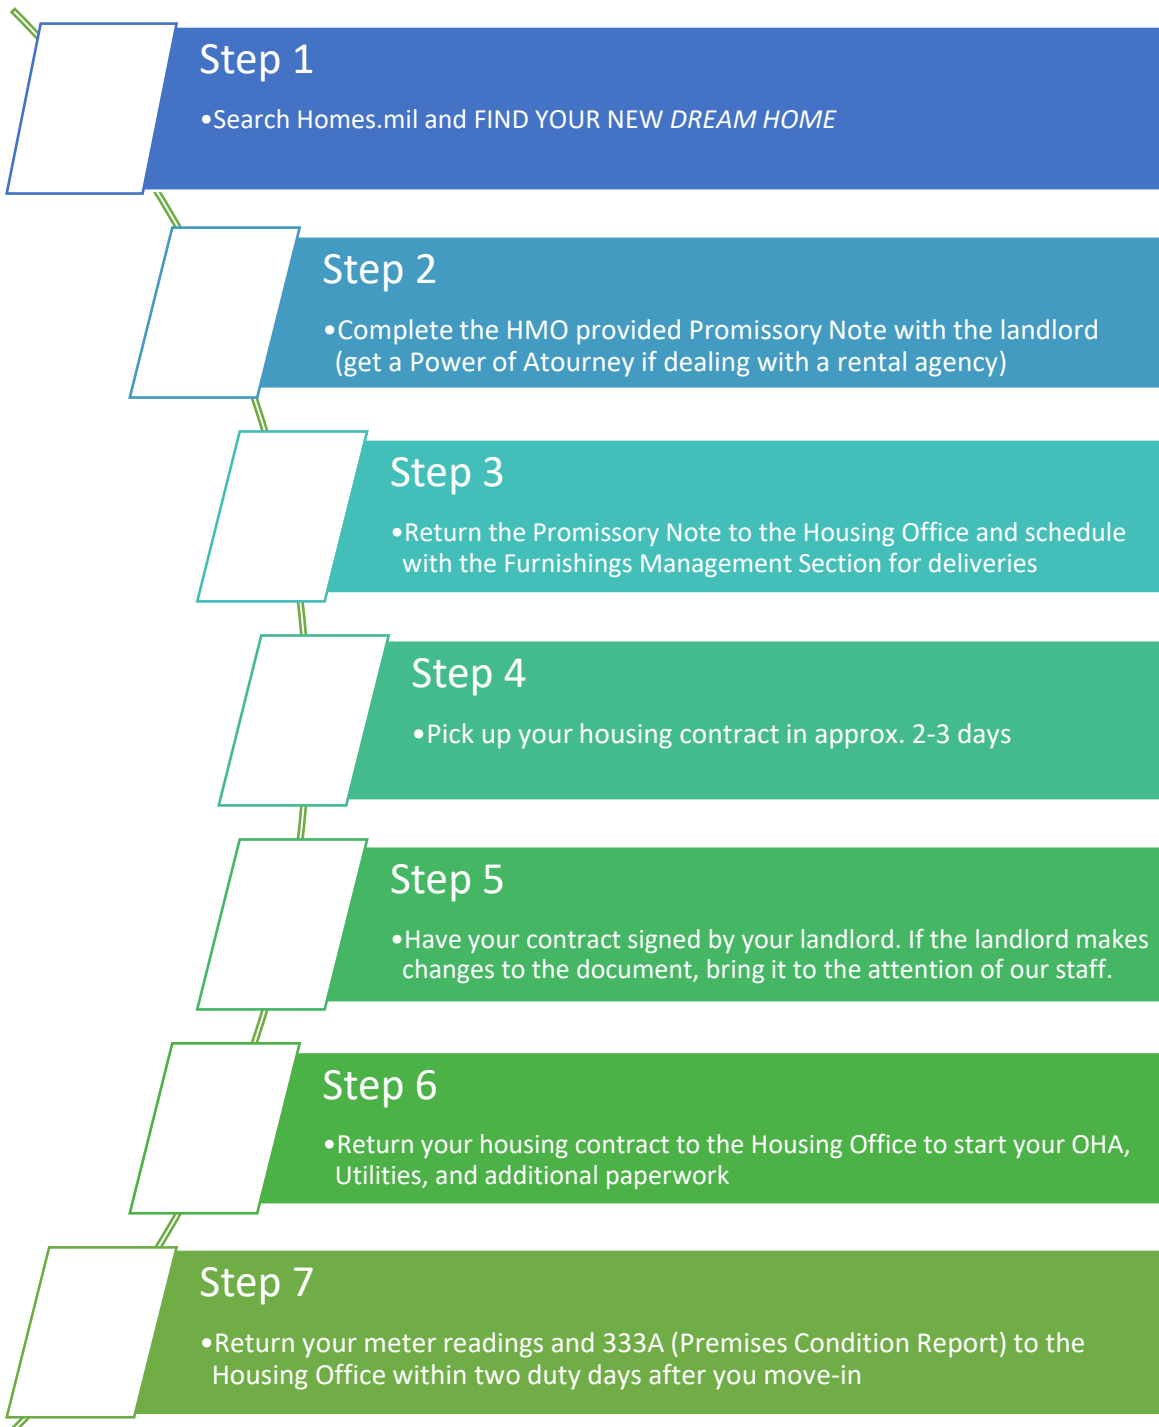 Step 1
•Search Homes.mil and FIND YOUR NEW DREAM HOME
Step 2
•Complete the HMO provided Promissory Note with the landlord
(get a Power of Atourney if dealing with a rental agency)
Step 3
•Return the Promissory Note to the Housing Office and schedule
with the Furnishings Management Section for deliveries
Step 4
•Pick up your housing contract in approx. 2-3 days
Step 5
•Have your contract signed by your landlord. If the landlord makes
changes to the document, bring it to the attention of our staff.
Step 6
•Return your housing contract to the Housing Office to start your OHA,
Utilities, and additional paperwork
Step 7
•Return your meter readings and 333A (Premises Condition Report) to the
Housing Office within two duty days after you move-in